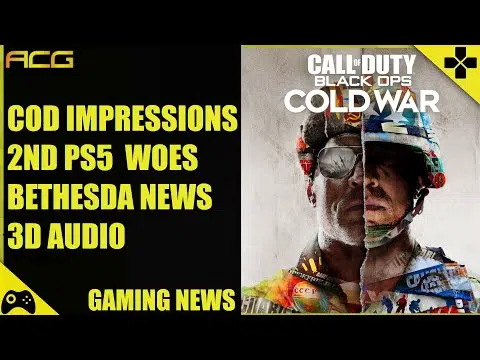 ACG
COD IMPRESSIONS
2ND PS5 WOES
BETHESDA NEWS
3D AUDIO
GAMING NEWS
CALL OF DUTY
BLACK OPS
COLD WAR